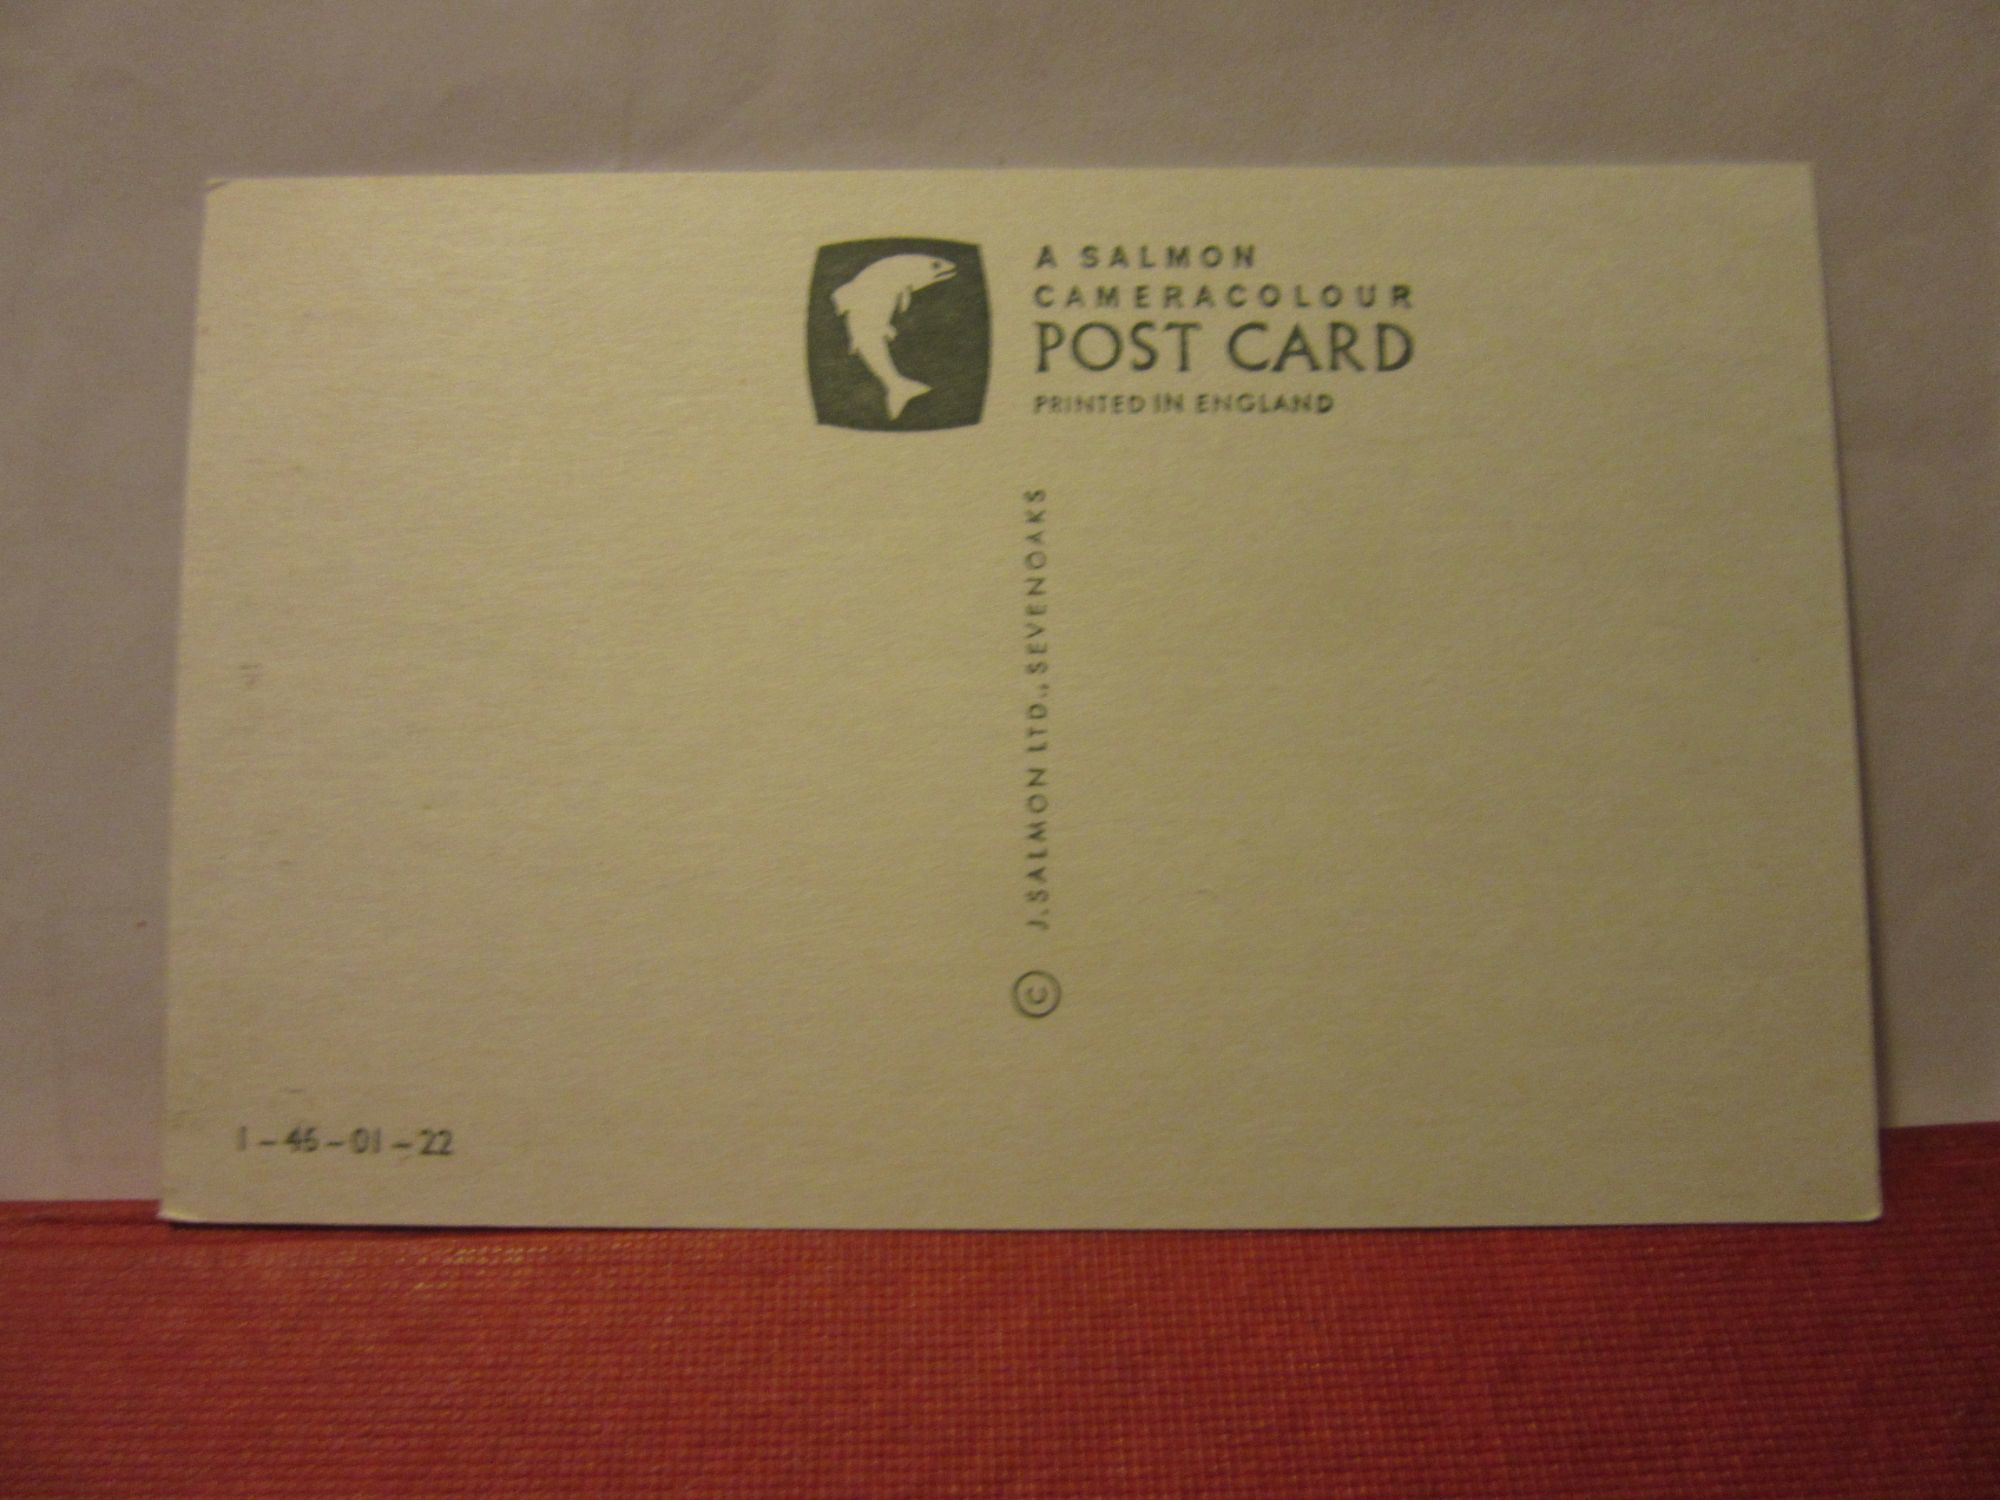 A SALMON
CAMERACOLOUR
POST CARD
PRINTED IN ENGLAND
© J. SALMON LTD., SEVENOAKS
1-46-01-22